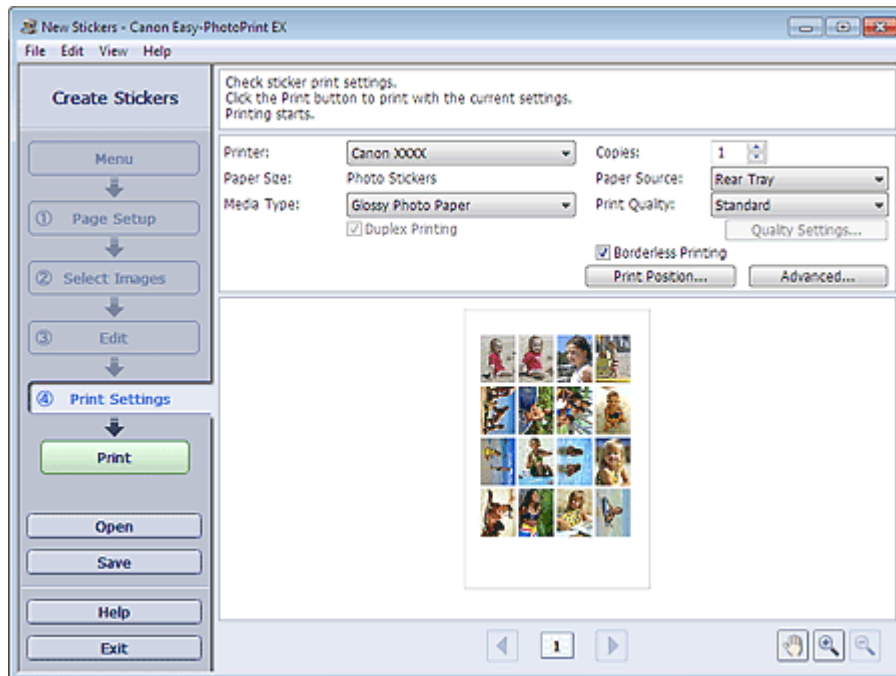 New Stickers - Canon Easy-PhotoPrint EX
File Edit View Help
Create Stickers
Check sticker print settings.
Click the Print button to print with the current settings.
Printing starts.
Menu
① Page Setup
② Select Images
③ Edit
④ Print Settings
Print
Open
Save
Help
Exit
Printer: Canon XXXX Copies: 1
Paper Size: Photo Stickers Paper Source: Rear Tray
Media Type: Glossy Photo Paper Print Quality: Standard
Duplex Printing Quality Settings...
Borderless Printing
Print Position... Advanced...
1